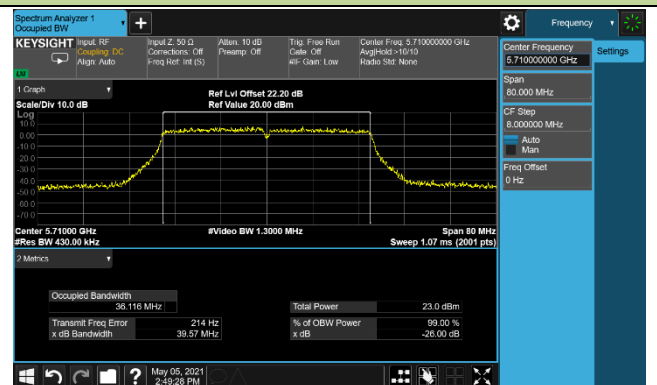 Spectrum Analyzer 1
Occupied BW
Frequency
KEYSIGHT
Input: RF
Coupling: DC
Align: Auto
Input Z: 50 Ω
Corrections: Off
Freq Ref: Int (S)
Atten: 10 dB
Preamp: Off
Trig: Free Run
Gate: Off
#IF Gain: Low
Center Freq: 5.710000000 GHz
Avg|Hold:>10/10
Radio Std: None
LXI
Center Frequency
5.710000000 GHz
Settings
Span
80.000 MHz
CF Step
8.000000 MHz
Auto
Man
Freq Offset
0 Hz
1 Graph
Scale/Div 10.0 dB
Ref Lvl Offset 22.20 dB
Ref Value 20.00 dBm
Log
10.0
0.00
-10.0
-20.0
-30.0
-40.0
-50.0
-60.0
-70.0
Center 5.71000 GHz
#Res BW 430.00 kHz
#Video BW 1.3000 MHz
Span 80 MHz
Sweep 1.07 ms (2001 pts)
2 Metrics
Occupied Bandwidth
36.116 MHz
Total Power 23.0 dBm
Transmit Freq Error 214 Hz
% of OBW Power 99.00 %
x dB Bandwidth 39.57 MHz
x dB -26.00 dB
May 05, 2021
2:49:28 PM